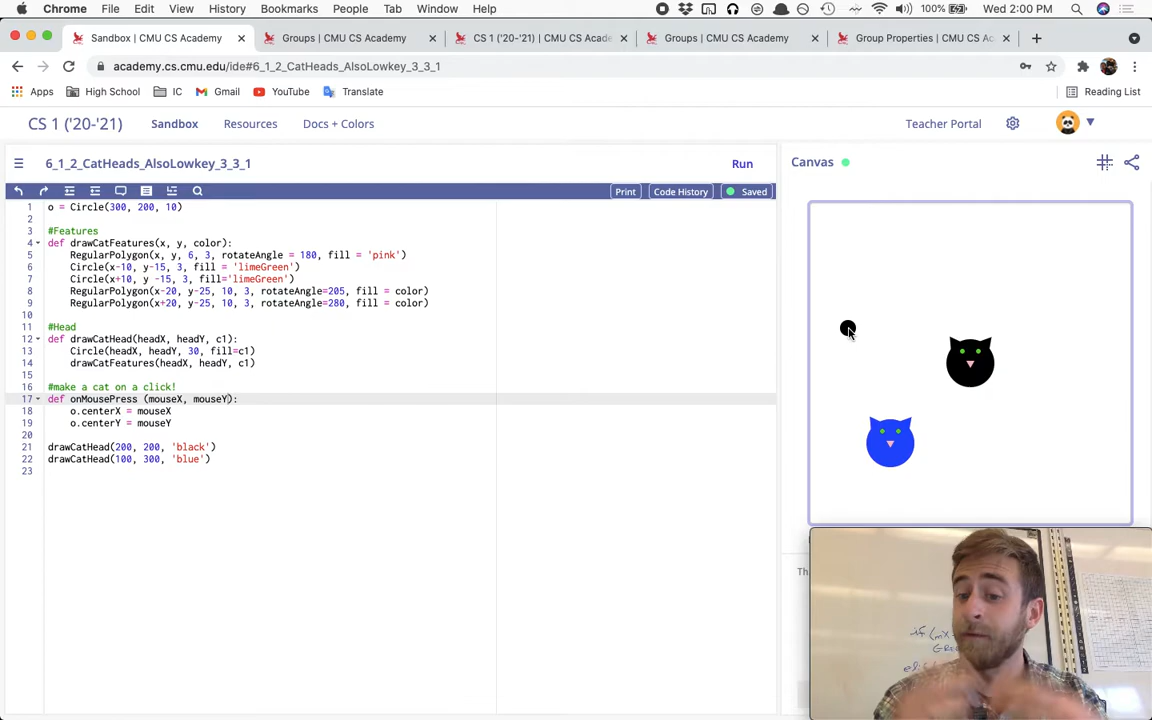 Chrome File Edit View History Bookmarks People Tab Window Help 100% Wed 2:00 PM
Sandbox | CMU CS Academy Groups | CMU CS Academy CS 1 ('20-'21) | CMU CS Acade Groups | CMU CS Academy Group Properties | CMU CS Ac
academy.cs.cmu.edu/ide#6_1_2_CatHeads_AlsoLowkey_3_3_1
Apps High School IC Gmail YouTube Translate Reading List
CS 1 ('20-'21) Sandbox Resources Docs + Colors Teacher Portal
6_1_2_CatHeads_AlsoLowkey_3_3_1 Run Canvas
Print Code History Saved
1 o = Circle(300, 200, 10)
2
3 #Features
4 def drawCatFeatures(x, y, color):
5 RegularPolygon(x, y, 6, 3, rotateAngle = 180, fill = 'pink')
6 Circle(x-10, y-15, 3, fill = 'limeGreen')
7 Circle(x+10, y -15, 3, fill='limeGreen')
8 RegularPolygon(x-20, y-25, 10, 3, rotateAngle=205, fill = color)
9 RegularPolygon(x+20, y-25, 10, 3, rotateAngle=280, fill = color)
10
11 #Head
12 def drawCatHead(headX, headY, c1):
13 Circle(headX, headY, 30, fill=c1)
14 drawCatFeatures(headX, headY, c1)
15
16 #make a cat on a click!
17 def onMousePress (mouseX, mouseY):
18 o.centerX = mouseX
19 o.centerY = mouseY
20
21 drawCatHead(200, 200, 'black')
22 drawCatHead(100, 300, 'blue')
23
Th
if (mX